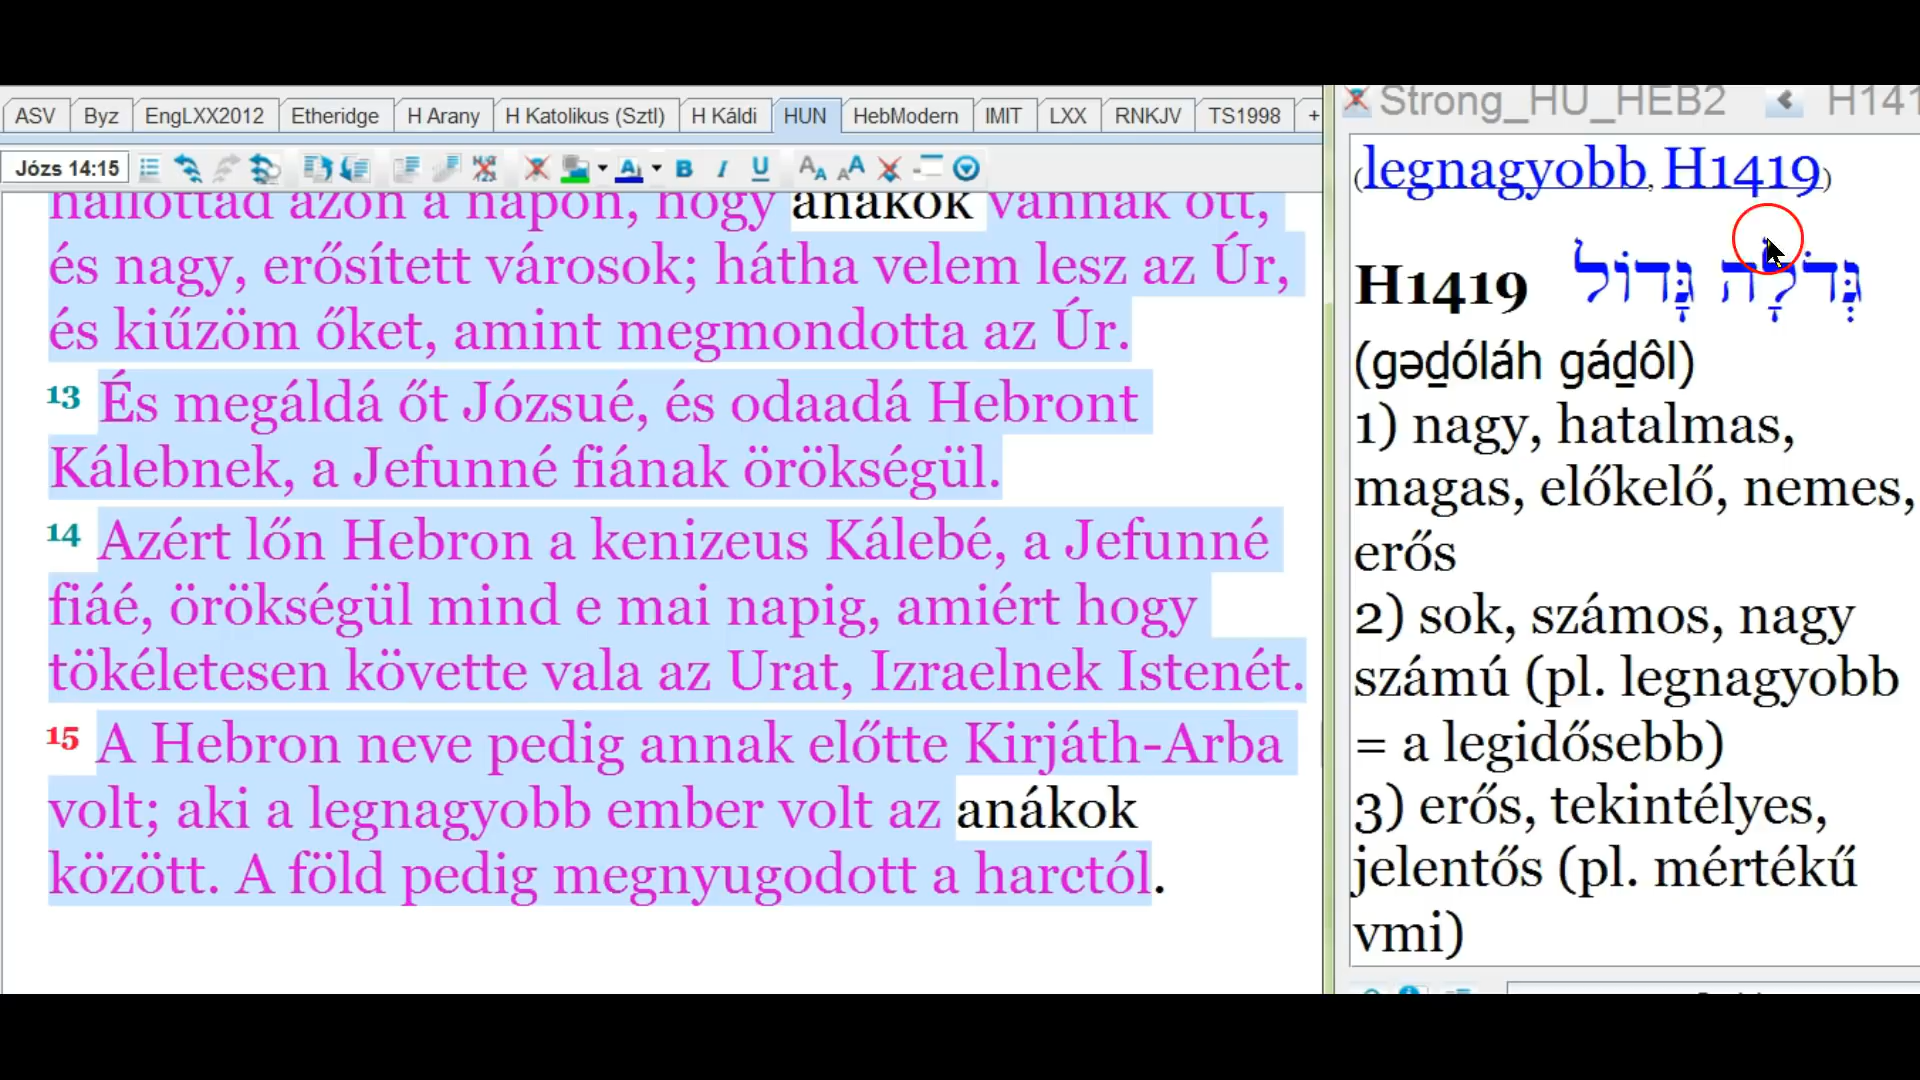 ASV Byz EngLXX2012 Etheridge H Arany H Katolikus (Sztl) H Káldi HUN HebModern IMIT LXX RNKJV TS1998 +
Józs 14:15
hallottad azon a napon, hogy anákok vannak ott,
és nagy, erősített városok; hátha velem lesz az Úr,
és kiűzöm őket, amint megmondotta az Úr.
13 És megáldá őt Józsué, és odaadá Hebront
Kálebnek, a Jefunné fiának örökségül.
14 Azért lőn Hebron a kenizeus Kálebé, a Jefunné
fiáé, örökségül mind e mai napig, amiért hogy
tökéletesen követte vala az Urat, Izraelnek Istenét.
15 A Hebron neve pedig annak előtte Kirjáth-Arba
volt; aki a legnagyobb ember volt az anákok
között. A föld pedig megnyugodott a harctól.
Strong_HU_HEB2 H141
(legnagyobb, H1419)
H1419 גְּדֹלָה גָּדוֹל
(gəḏóláh gáḏôl)
1) nagy, hatalmas,
magas, előkelő, nemes,
erős
2) sok, számos, nagy
számú (pl. legnagyobb
= a legidősebb)
3) erős, tekintélyes,
jelentős (pl. mértékű
vmi)